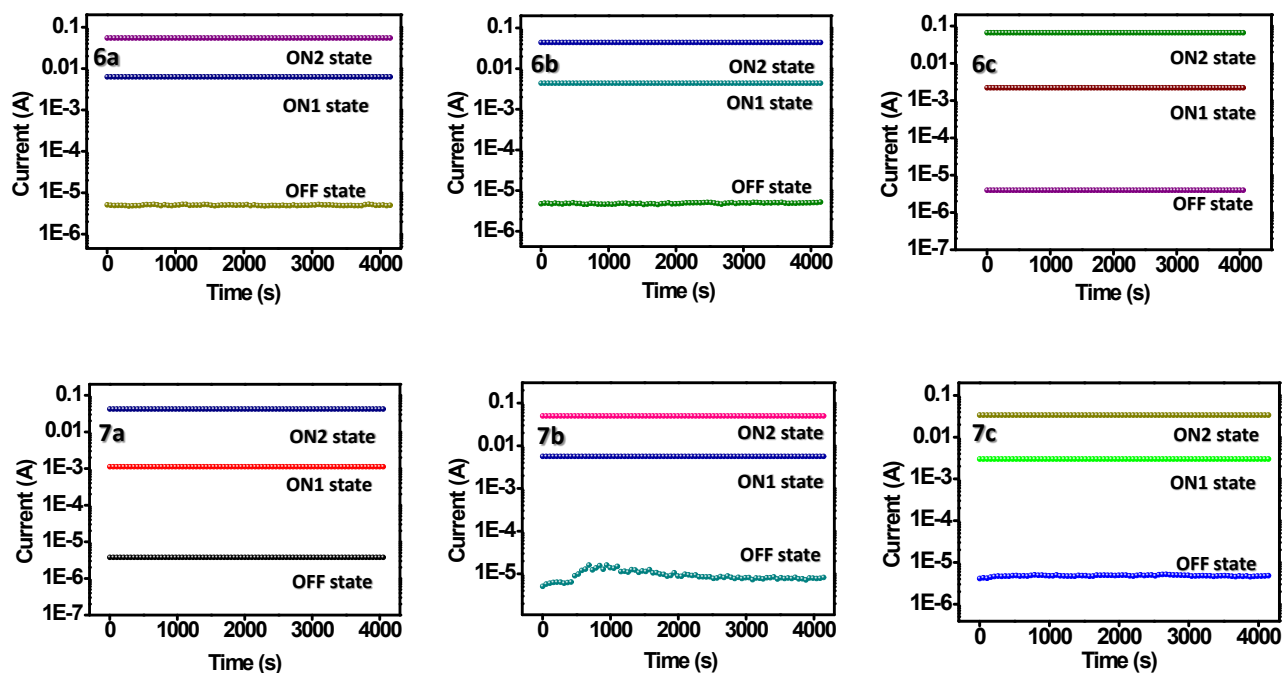 0.1
6a
ON2 state
0.01
ON1 state
1E-3
1E-4
1E-5
OFF state
1E-6
Current (A)
0 1000 2000 3000 4000
Time (s)
0.1
6b
ON2 state
0.01
ON1 state
1E-3
1E-4
1E-5
OFF state
1E-6
Current (A)
0 1000 2000 3000 4000
Time (s)
0.1
6c
ON2 state
0.01
1E-3
ON1 state
1E-4
1E-5
OFF state
1E-6
1E-7
Current (A)
0 1000 2000 3000 4000
Time (s)
0.1
7a
ON2 state
0.01
1E-3
ON1 state
1E-4
1E-5
1E-6
OFF state
1E-7
Current (A)
0 1000 2000 3000 4000
Time (s)
0.1
7b
ON2 state
0.01
ON1 state
1E-3
1E-4
OFF state
1E-5
Current (A)
0 1000 2000 3000 4000
Time (s)
0.1
7c
ON2 state
0.01
1E-3
ON1 state
1E-4
1E-5
OFF state
1E-6
Current (A)
0 1000 2000 3000 4000
Time (s)